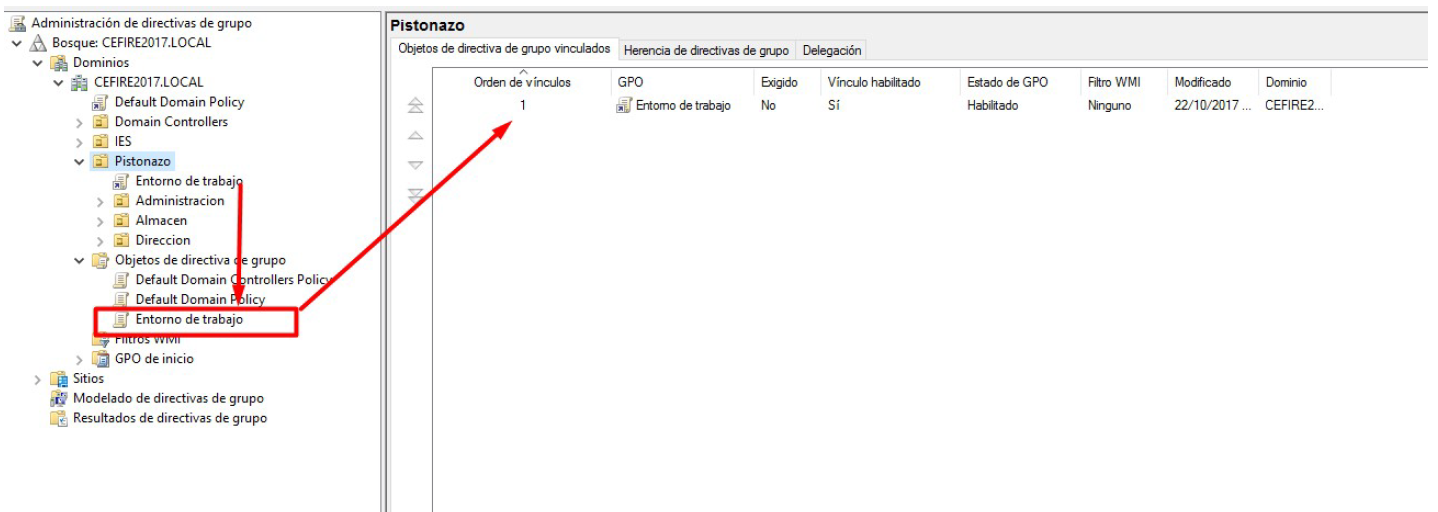 Administración de directivas de grupo
Bosque: CEFIRE2017.LOCAL
Dominios
CEFIRE2017.LOCAL
Default Domain Policy
Domain Controllers
IES
Pistonazo
Entorno de trabajo
Administracion
Almacen
Direccion
Objetos de directiva de grupo
Default Domain Controllers Policy
Default Domain Policy
Entorno de trabajo
Filtros WMI
GPO de inicio
Sitios
Modelado de directivas de grupo
Resultados de directivas de grupo
Pistonazo
Objetos de directiva de grupo vinculados Herencia de directivas de grupo Delegación
Orden de vínculos GPO Exigido Vínculo habilitado Estado de GPO Filtro WMI Modificado Dominio
1 Entorno de trabajo No Sí Habilitado Ninguno 22/10/2017 ... CEFIRE2...